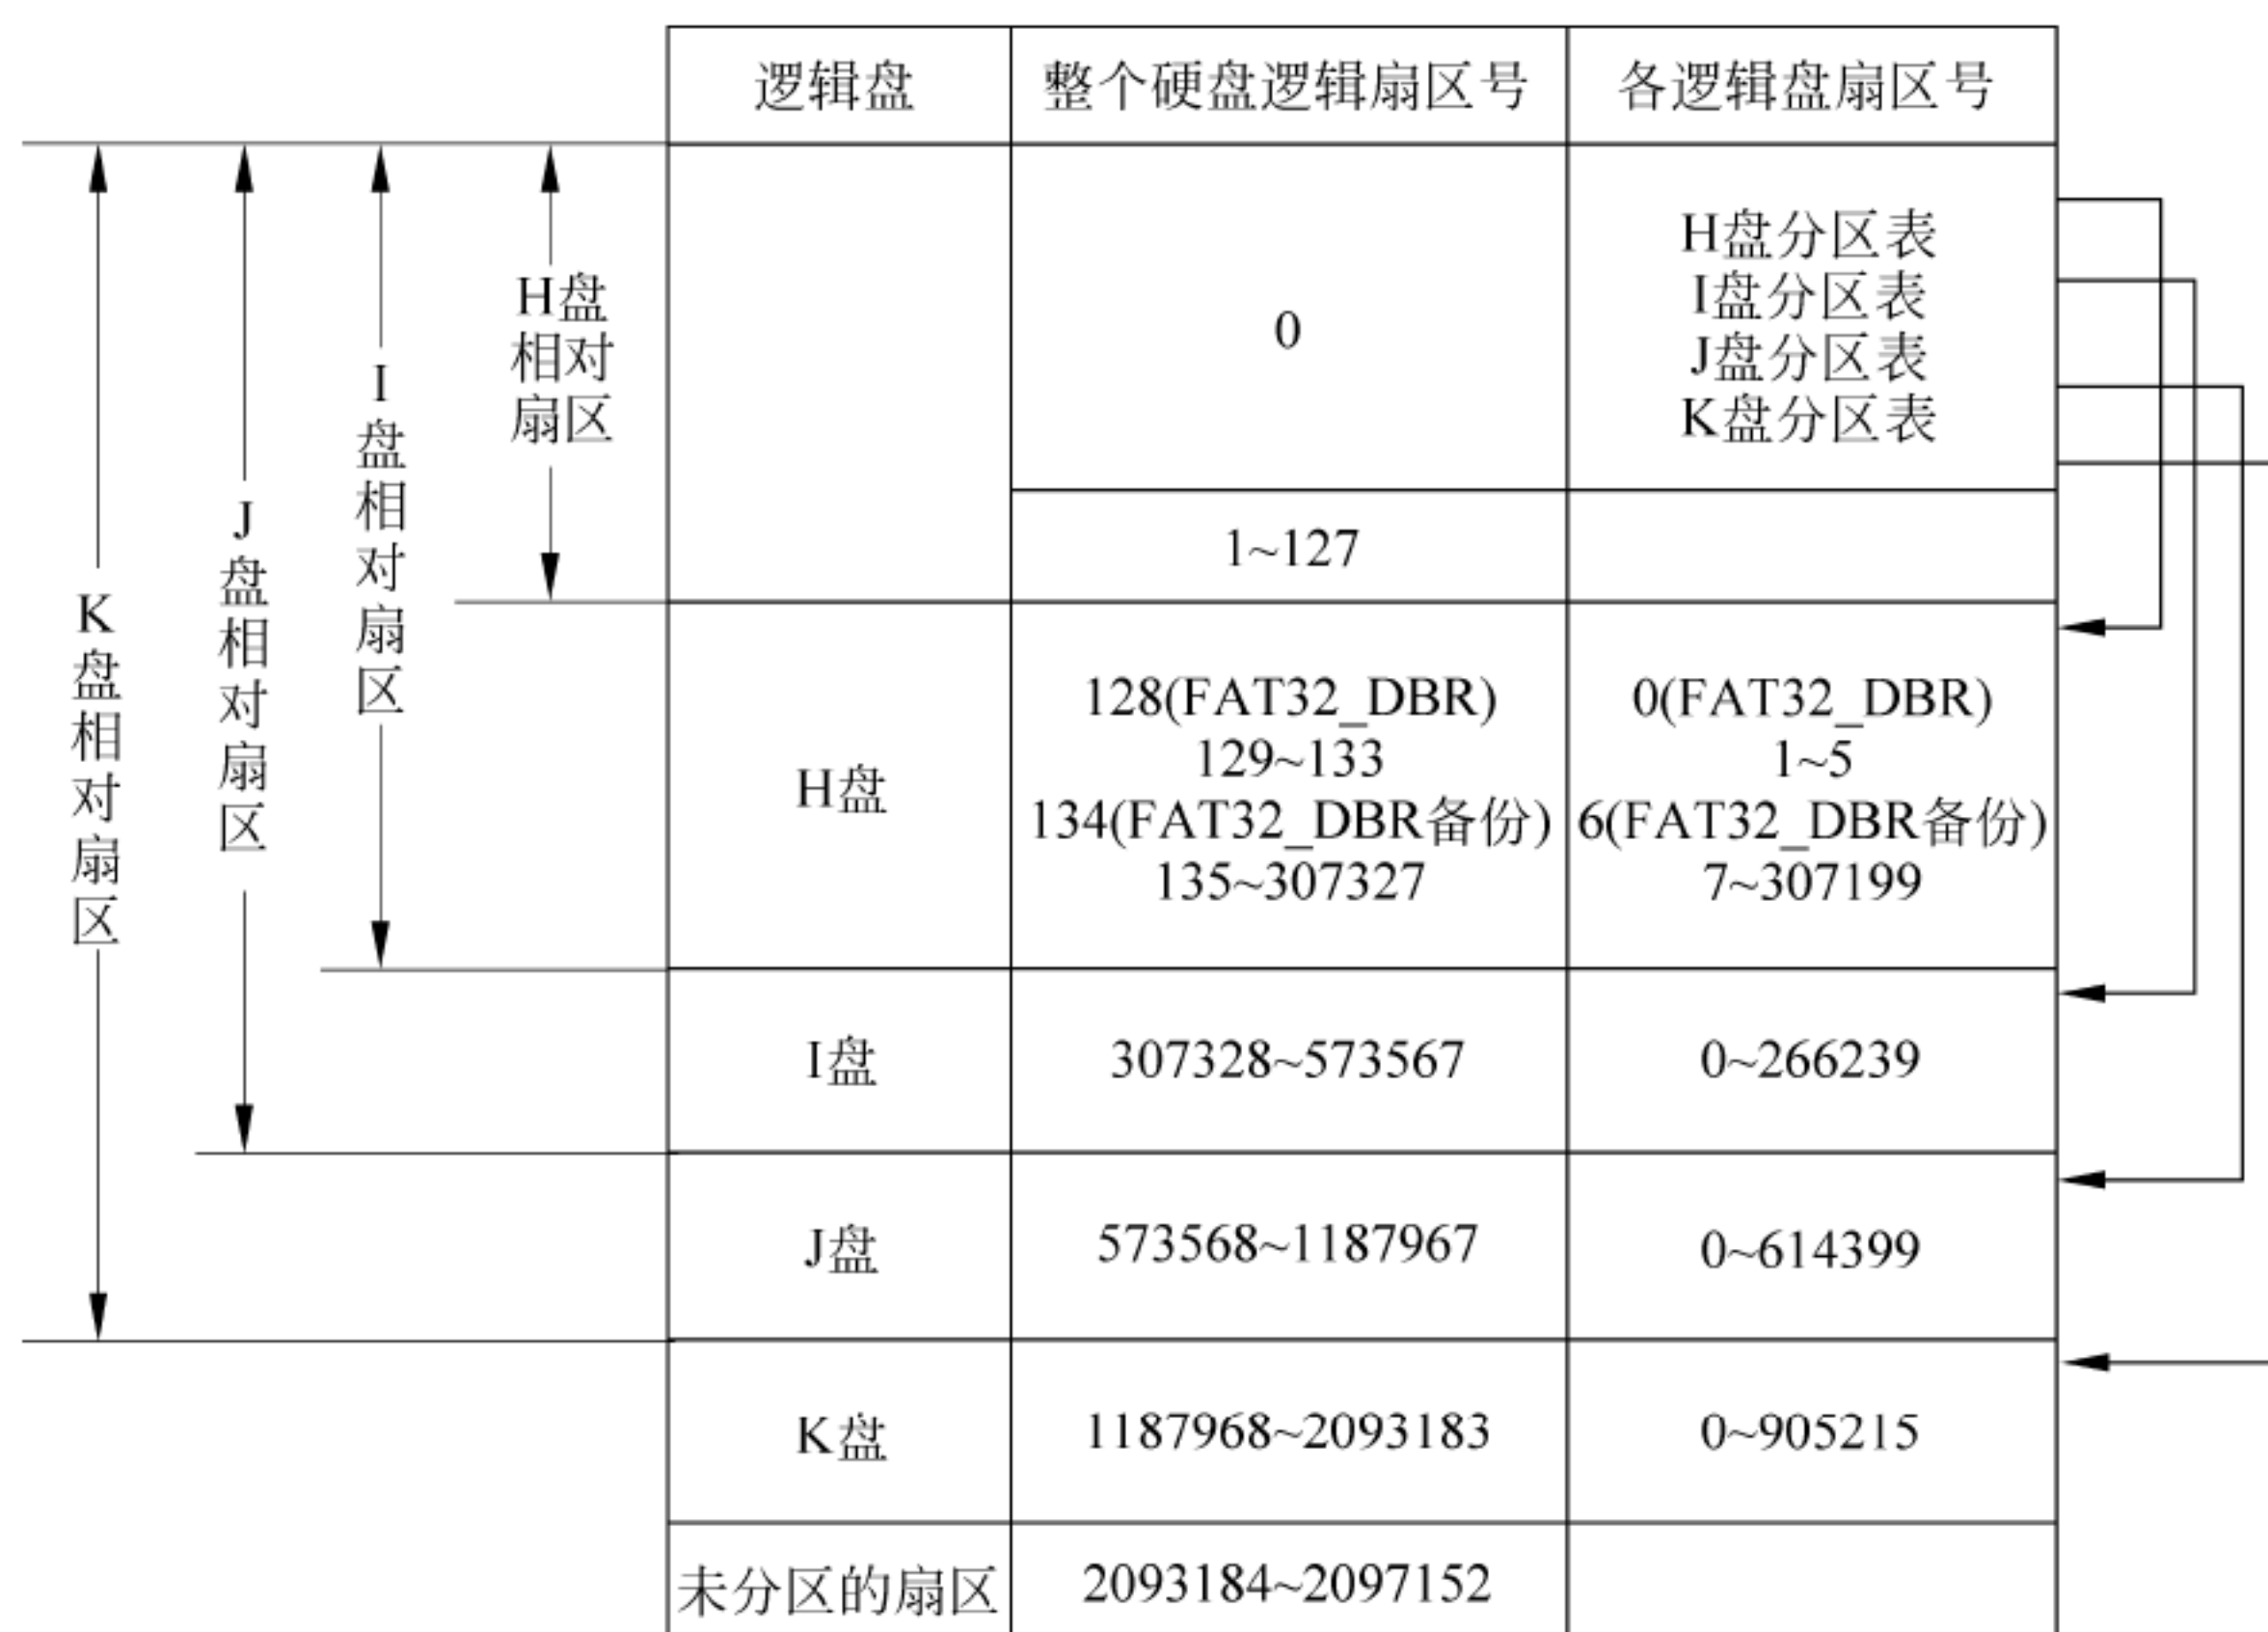 逻辑盘
整个硬盘逻辑扇区号
各逻辑盘扇区号
K盘相对扇区
J盘相对扇区
I盘相对扇区
H盘
相对
扇区
0
H盘分区表
I盘分区表
J盘分区表
K盘分区表
1~127
H盘
128(FAT32_DBR)
129~133
134(FAT32_DBR备份)
135~307327
0(FAT32_DBR)
1~5
6(FAT32_DBR备份)
7~307199
I盘
307328~573567
0~266239
J盘
573568~1187967
0~614399
K盘
1187968~2093183
0~905215
未分区的扇区
2093184~2097152